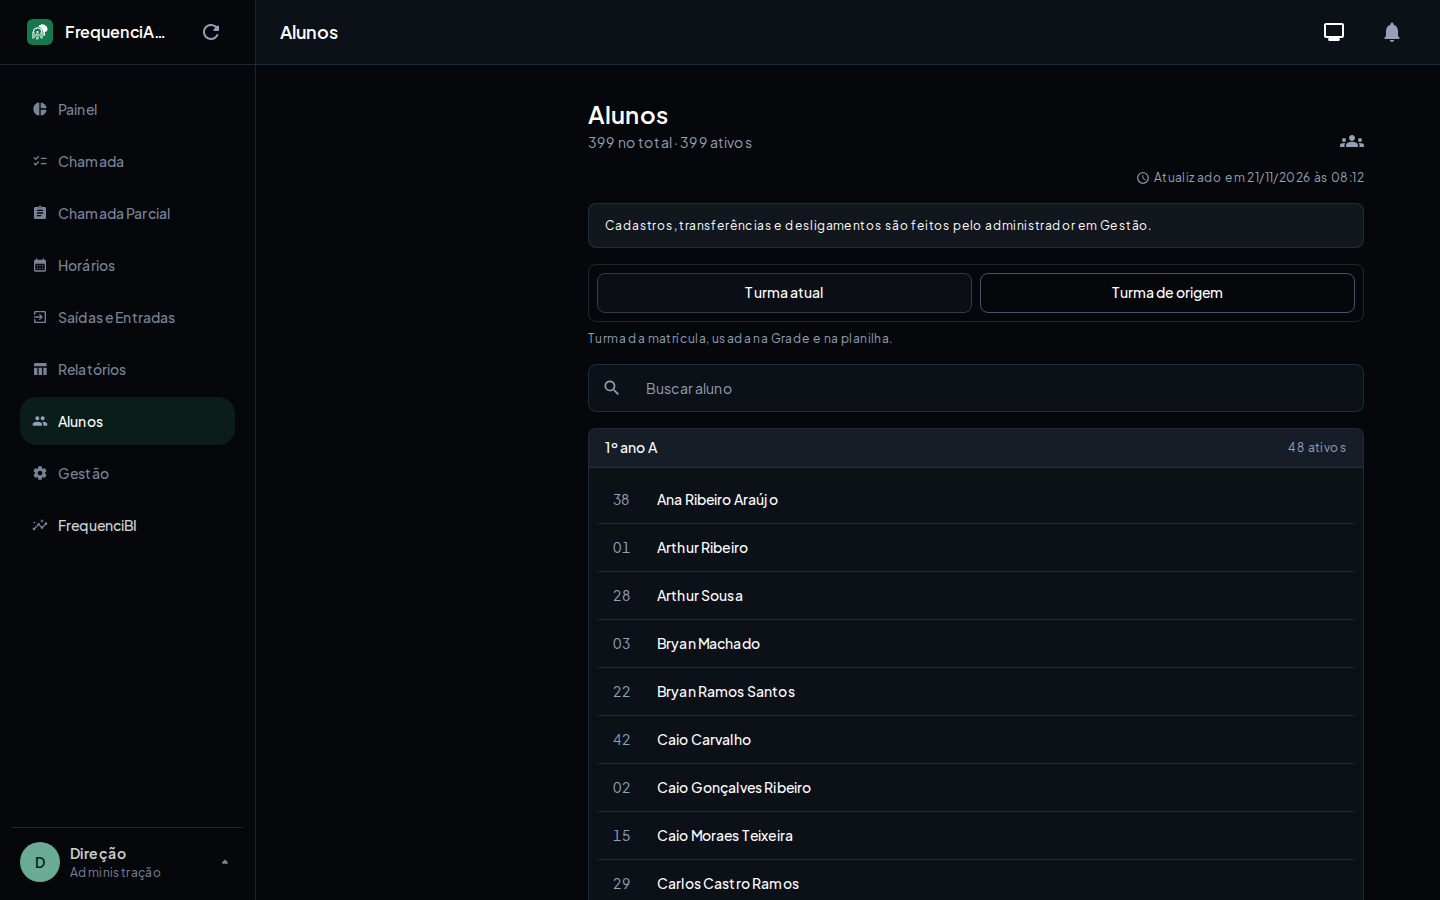 FrequenciA...
Alunos
Painel
Chamada
Chamada Parcial
Horários
Saídas e Entradas
Relatórios
Alunos
Gestão
FrequenciBI
D
Direção
Administração
Alunos
399 no total · 399 ativos
Atualizado em 21/11/2026 às 08:12
Cadastros, transferências e desligamentos são feitos pelo administrador em Gestão.
Turma atual
Turma de origem
Turma da matrícula, usada na Grade e na planilha.
Buscar aluno
1º ano A
48 ativos
38 Ana Ribeiro Araújo
01 Arthur Ribeiro
28 Arthur Sousa
03 Bryan Machado
22 Bryan Ramos Santos
42 Caio Carvalho
02 Caio Gonçalves Ribeiro
15 Caio Moraes Teixeira
29 Carlos Castro Ramos